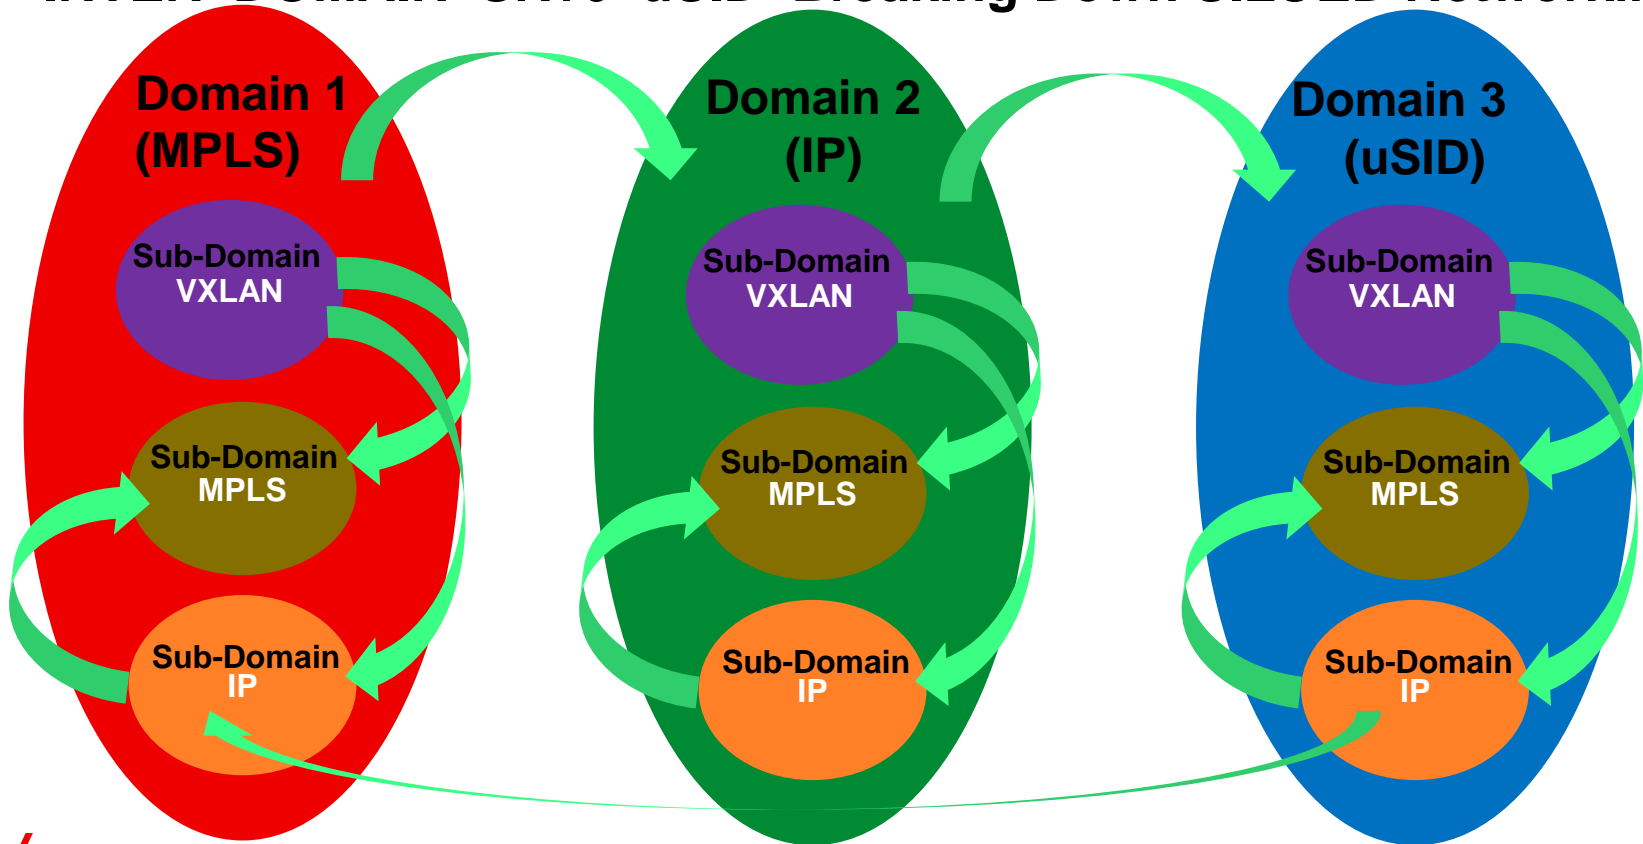 Domain 1
(MPLS)
Sub-Domain
VXLAN
Sub-Domain
MPLS
Sub-Domain
IP
Domain 2
(IP)
Sub-Domain
VXLAN
Sub-Domain
MPLS
Sub-Domain
IP
Domain 3
(uSID)
Sub-Domain
VXLAN
Sub-Domain
MPLS
Sub-Domain
IP